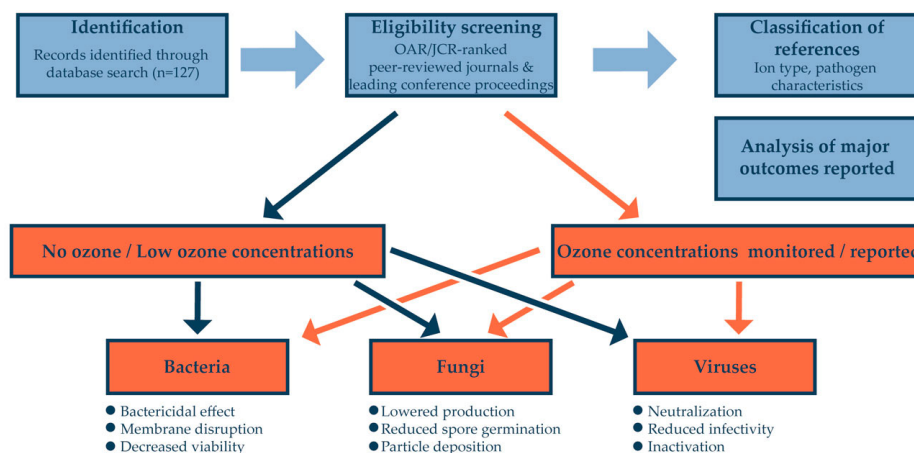 Identification
Records identified through
database search (n=127)
Eligibility screening
OAR/JCR-ranked
peer-reviewed journals &
leading conference proceedings
Classification of
references
Ion type, pathogen
characteristics
Analysis of major
outcomes reported
No ozone / Low ozone concentrations
Ozone concentrations monitored / reported
Bacteria
Fungi
Viruses
Bactericidal effect
Membrane disruption
Decreased viability
Lowered production
Reduced spore germination
Particle deposition
Neutralization
Reduced infectivity
Inactivation